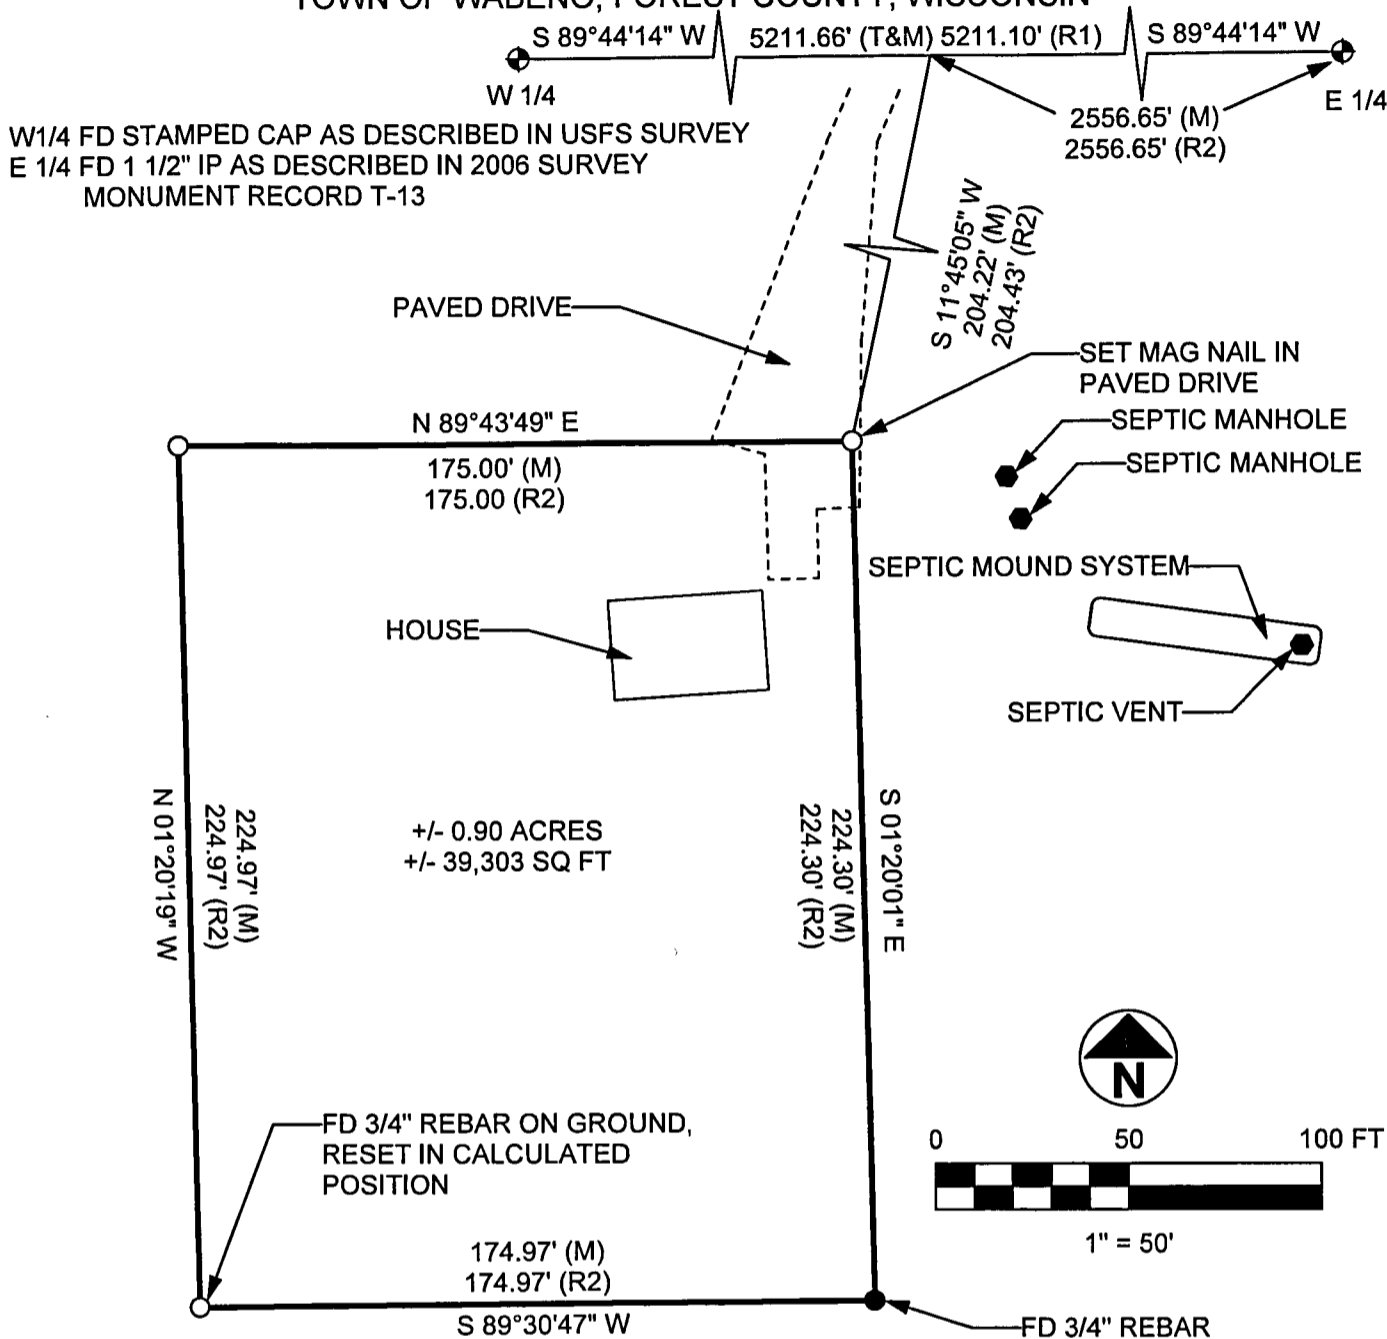 TOWN OF WABENO, FOREST COUNTY, WISCONSIN
S 89°44'14" W
5211.66' (T&M) 5211.10' (R1)
S 89°44'14" W
W 1/4
E 1/4
2556.65' (M)
2556.65' (R2)
W1/4 FD STAMPED CAP AS DESCRIBED IN USFS SURVEY
E 1/4 FD 1 1/2" IP AS DESCRIBED IN 2006 SURVEY
MONUMENT RECORD T-13
S 11°45'05" W
204.22' (M)
204.43' (R2)
PAVED DRIVE
SET MAG NAIL IN
PAVED DRIVE
SEPTIC MANHOLE
SEPTIC MANHOLE
N 89°43'49" E
175.00' (M)
175.00 (R2)
SEPTIC MOUND SYSTEM
HOUSE
SEPTIC VENT
N 01°20'19" W
224.97' (M)
224.97' (R2)
+/- 0.90 ACRES
+/- 39,303 SQ FT
224.30' (M)
224.30' (R2)
S 01°20'01" E
N
FD 3/4" REBAR ON GROUND,
RESET IN CALCULATED
POSITION
0 50 100 FT
1" = 50'
174.97' (M)
174.97' (R2)
S 89°30'47" W
FD 3/4" REBAR